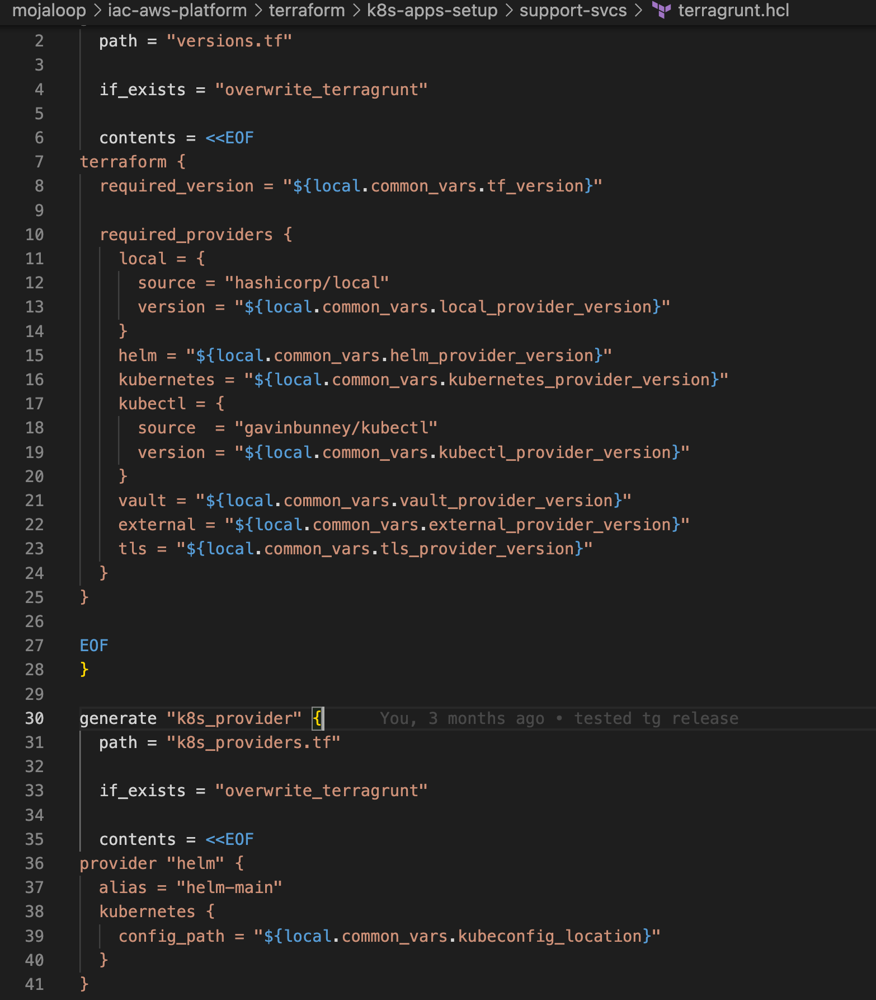 mojaloop > iac-aws-platform > terraform > k8s-apps-setup > support-svcs > terragrunt.hcl
2 path = "versions.tf"
3
4 if_exists = "overwrite_terragrunt"
5
6 contents = <<EOF
7 terraform {
8 required_version = "${local.common_vars.tf_version}"
9
10 required_providers {
11 local = {
12 source = "hashicorp/local"
13 version = "${local.common_vars.local_provider_version}"
14 }
15 helm = "${local.common_vars.helm_provider_version}"
16 kubernetes = "${local.common_vars.kubernetes_provider_version}"
17 kubectl = {
18 source  = "gavinbunney/kubectl"
19 version = "${local.common_vars.kubectl_provider_version}"
20 }
21 vault = "${local.common_vars.vault_provider_version}"
22 external = "${local.common_vars.external_provider_version}"
23 tls = "${local.common_vars.tls_provider_version}"
24 }
25 }
26
27 EOF
28 }
29
30 generate "k8s_provider" { You, 3 months ago • tested tg release
31 path = "k8s_providers.tf"
32
33 if_exists = "overwrite_terragrunt"
34
35 contents = <<EOF
36 provider "helm" {
37 alias = "helm-main"
38 kubernetes {
39 config_path = "${local.common_vars.kubeconfig_location}"
40 }
41 }